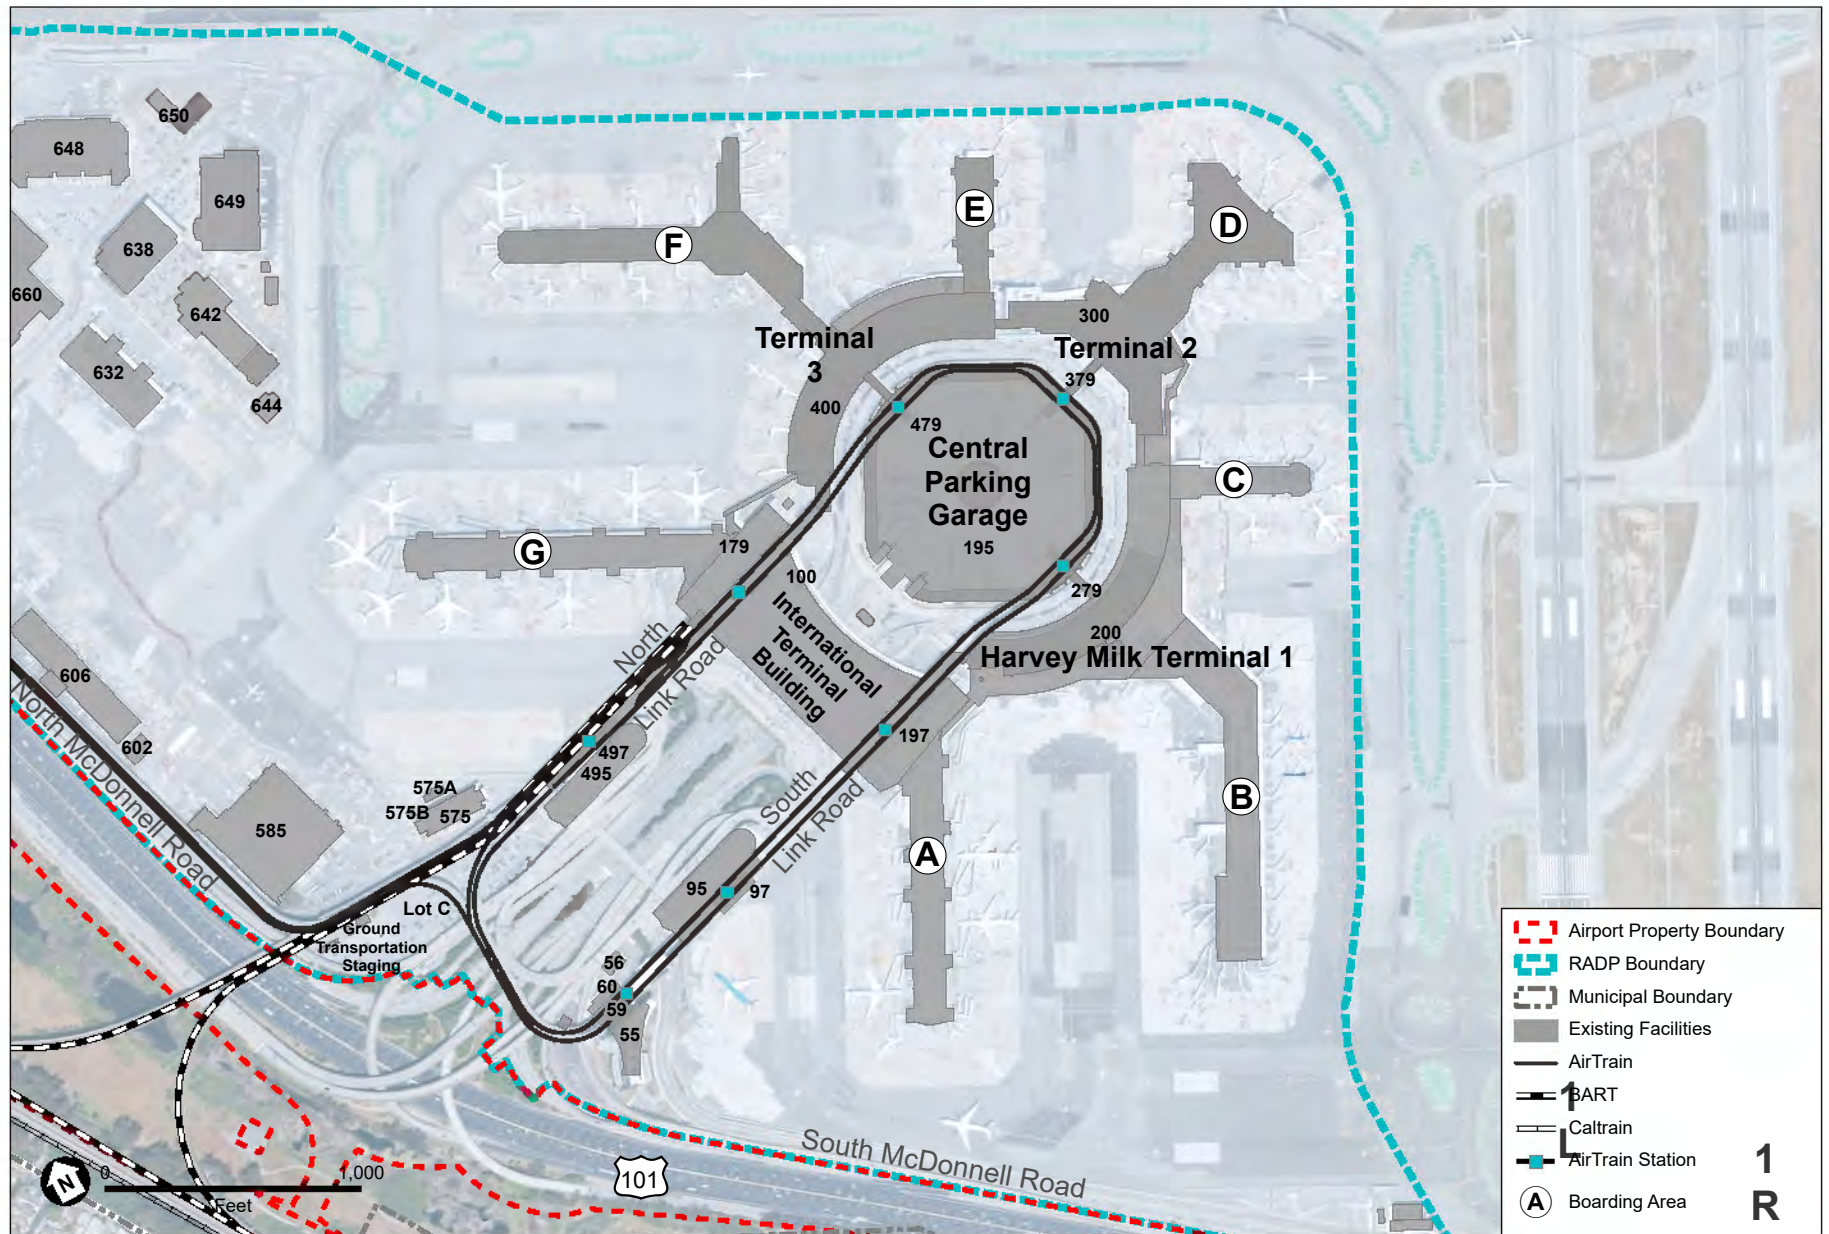 650
648
649
638
660
642
632
644
F
E
D
300
Terminal
3
Terminal 2
400
379
479
Central
Parking
Garage
195
C
G
179
100
279
International
Terminal
Building
200
Harvey Milk Terminal 1
North
Link Road
606
602
North McDonnell Road
497
495
197
575A
575B
575
585
South
Link Road
B
A
95
97
Lot C
Ground
Transportation
Staging
56
60
59
55
South McDonnell Road
101
N
0
1,000
Feet
Airport Property Boundary
RADP Boundary
Municipal Boundary
Existing Facilities
AirTrain
BART
Caltrain
AirTrain Station
A
Boarding Area
1
L
1
R